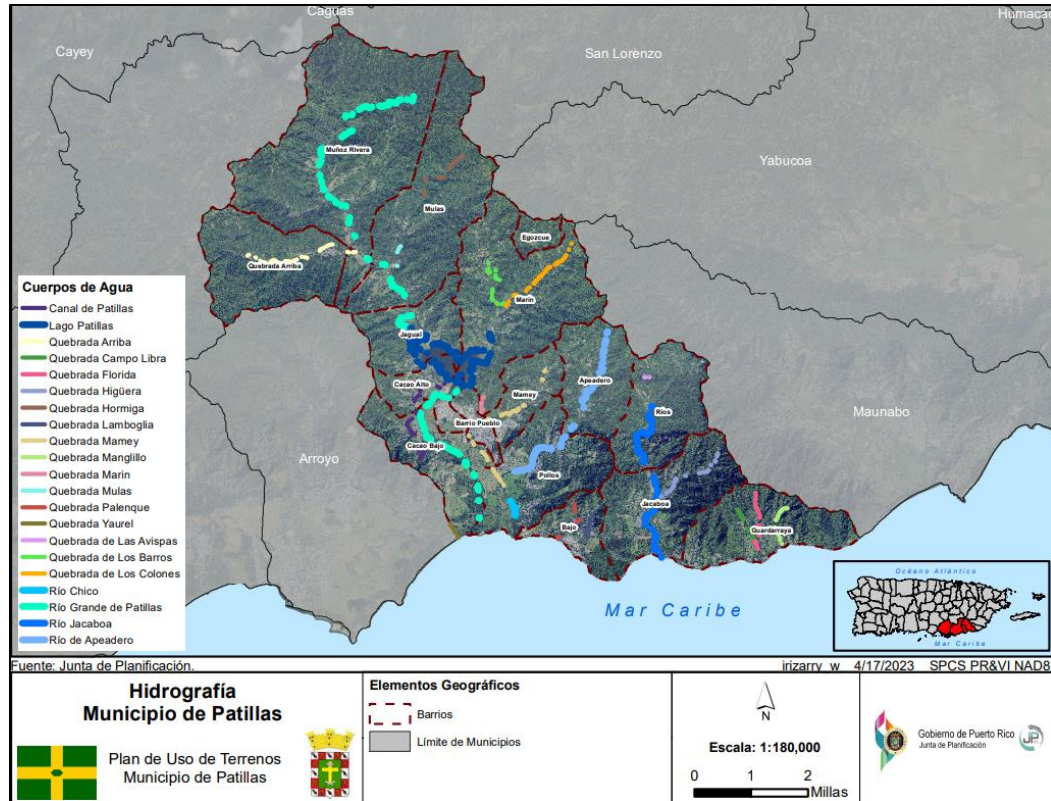 Caguas
Humacao
Cayey
San Lorenzo
Yabucoa
Muñoz Rivera
Mulas
Egozcue
Quebrada Arriba
Marín
Jagual
Apeadero
Cacao Alto
Mamey
Ríos
Maunabo
Barrio Pueblo
Cacao Bajo
Arroyo
Pollos
Jacaboa
Bajo
Guardarraya
Mar Caribe
Cuerpos de Agua
Canal de Patillas
Lago Patillas
Quebrada Arriba
Quebrada Campo Libra
Quebrada Florida
Quebrada Higüera
Quebrada Hormiga
Quebrada Lamboglia
Quebrada Mamey
Quebrada Manglillo
Quebrada Marin
Quebrada Mulas
Quebrada Palenque
Quebrada Yaurel
Quebrada de Las Avispas
Quebrada de Los Barros
Quebrada de Los Colones
Río Chico
Río Grande de Patillas
Río Jacaboa
Río de Apeadero
Océano Atlántico
Mar Caribe
Fuente: Junta de Planificación.
irizarry_w 4/17/2023 SPCS PR&VI NAD8
Hidrografía
Municipio de Patillas
Plan de Uso de Terrenos
Municipio de Patillas
Elementos Geográficos
Barrios
Límite de Municipios
N
Escala: 1:180,000
0 1 2
Millas
Gobierno de Puerto Rico
Junta de Planificación
JP